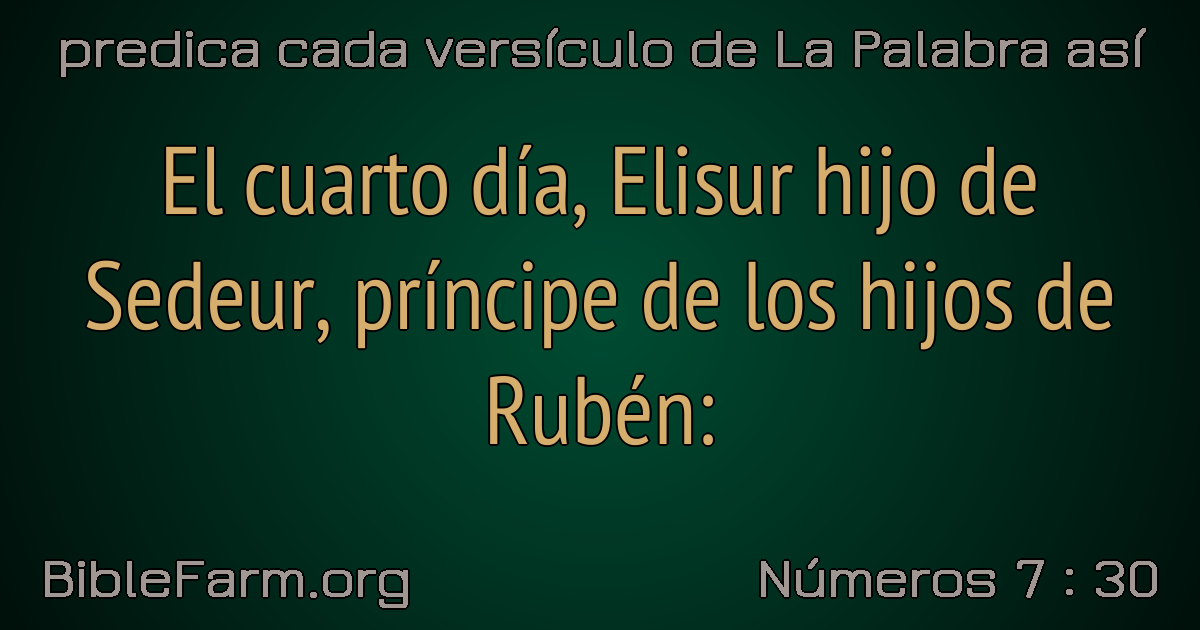 predica cada versículo de La Palabra así
El cuarto día, Elisur hijo de
Sedeur, príncipe de los hijos de
Rubén:
BibleFarm.org
Números 7 : 30